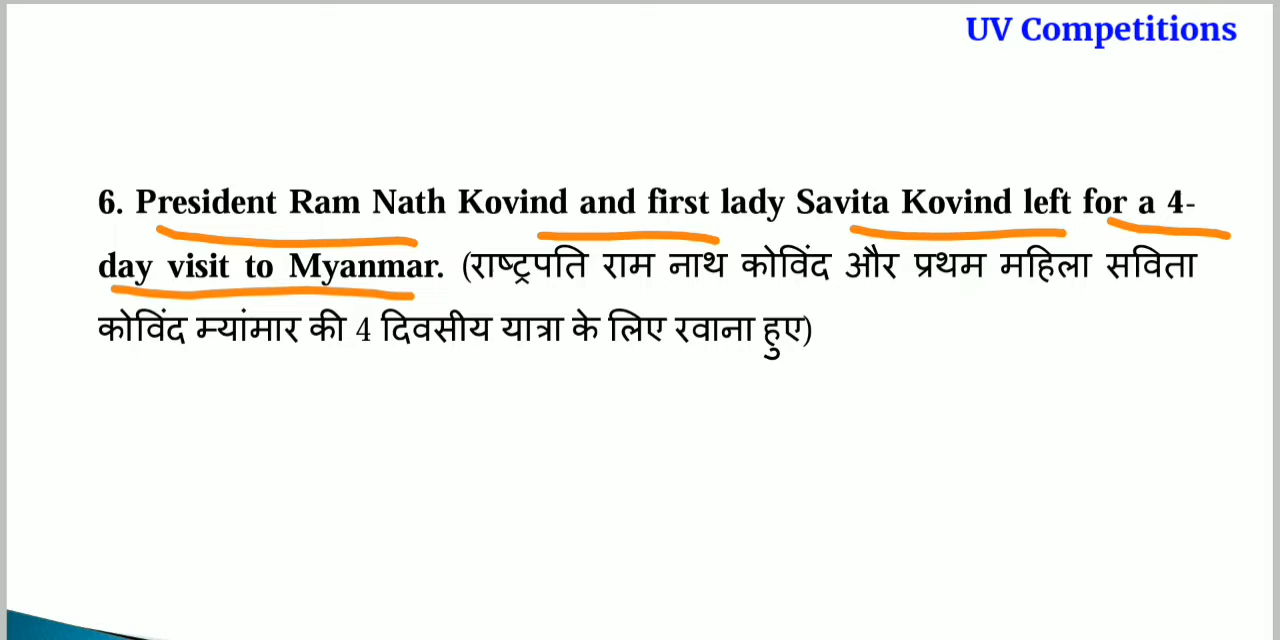 UV Competitions
6. President Ram Nath Kovind and first lady Savita Kovind left for a 4-
day visit to Myanmar. (राष्ट्रपति राम नाथ कोविंद और प्रथम महिला सविता
कोविंद म्यांमार की 4 दिवसीय यात्रा के लिए रवाना हुए)